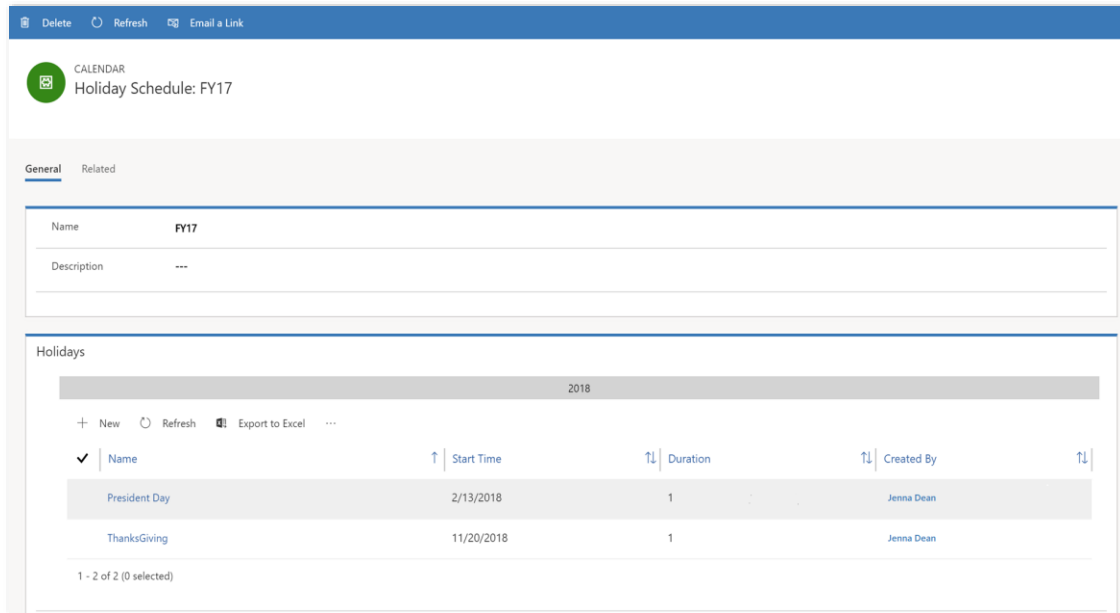 Delete Refresh Email a Link
CALENDAR
Holiday Schedule: FY17
General Related
Name FY17
Description ---
Holidays
2018
New Refresh Export to Excel ...
Name Start Time Duration Created By
President Day 2/13/2018 1 Jenna Dean
ThanksGiving 11/20/2018 1 Jenna Dean
1 - 2 of 2 (0 selected)